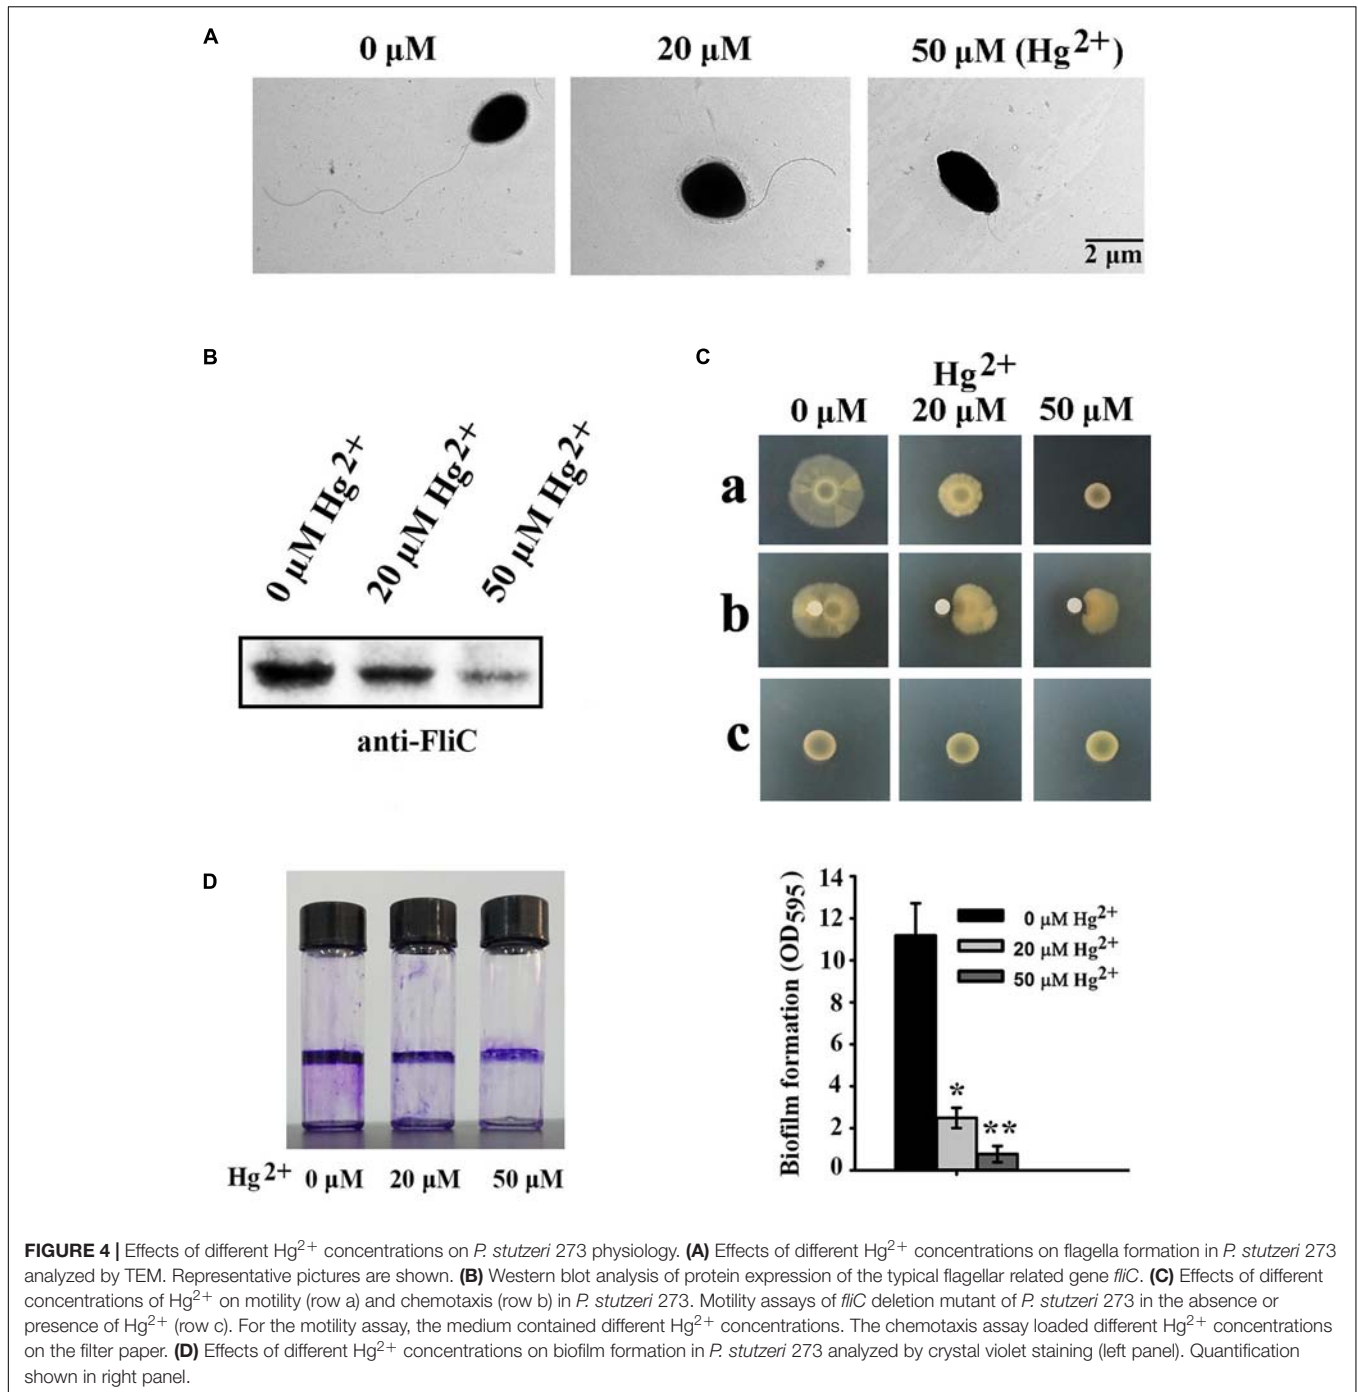 A
0 µM
20 µM
50 µM (Hg2+)
2 µm
B
0 µM Hg2+
20 µM Hg2+
50 µM Hg2+
anti-FliC
C
Hg2+
0 µM
20 µM
50 µM
a
b
c
D
Hg2+ 0 µM 20 µM 50 µM
Biofilm formation (OD595)
14
12
10
8
6
4
2
0
0 µM Hg2+
20 µM Hg2+
50 µM Hg2+
*
**
FIGURE 4 | Effects of different Hg2+ concentrations on P. stutzeri 273 physiology. (A) Effects of different Hg2+ concentrations on flagella formation in P. stutzeri 273
analyzed by TEM. Representative pictures are shown. (B) Western blot analysis of protein expression of the typical flagellar related gene fliC. (C) Effects of different
concentrations of Hg2+ on motility (row a) and chemotaxis (row b) in P. stutzeri 273. Motility assays of fliC deletion mutant of P. stutzeri 273 in the absence or
presence of Hg2+ (row c). For the motility assay, the medium contained different Hg2+ concentrations. The chemotaxis assay loaded different Hg2+ concentrations
on the filter paper. (D) Effects of different Hg2+ concentrations on biofilm formation in P. stutzeri 273 analyzed by crystal violet staining (left panel). Quantification
shown in right panel.